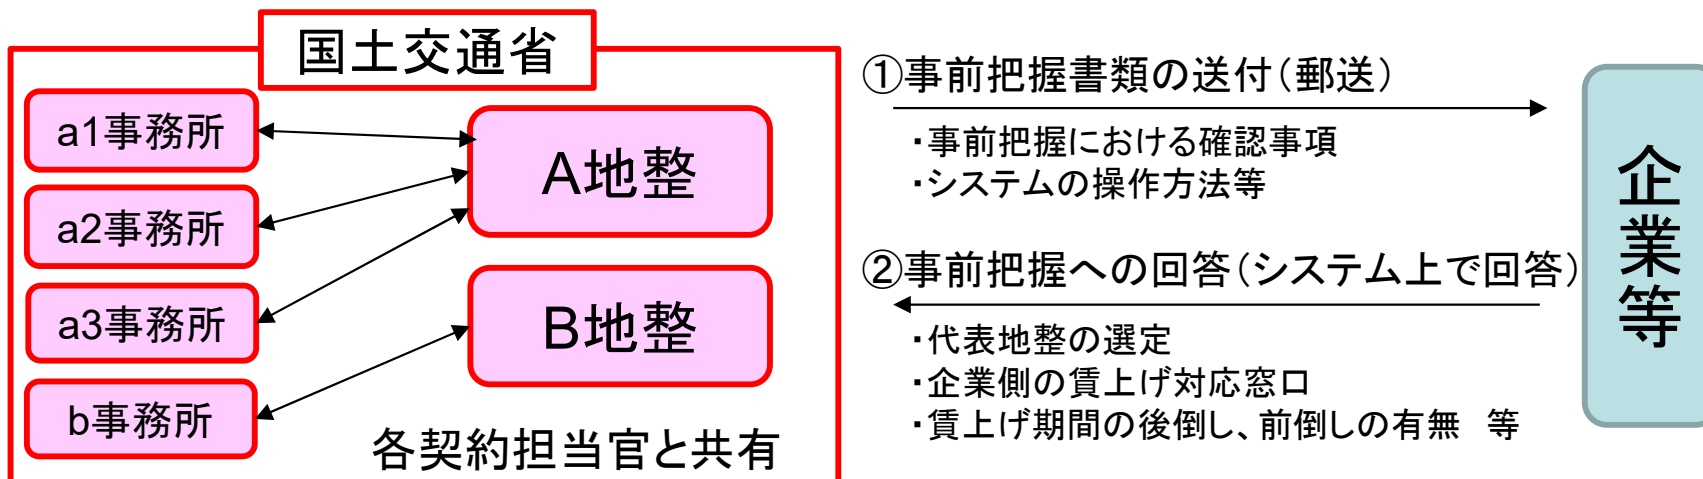 国土交通省
a1事務所
a2事務所
a3事務所
b事務所
A地整
B地整
各契約担当官と共有
①事前把握書類の送付(郵送)
・事前把握における確認事項
・システムの操作方法等
②事前把握への回答(システム上で回答)
・代表地整の選定
・企業側の賃上げ対応窓口
・賃上げ期間の後倒し、前倒しの有無　等
企業等